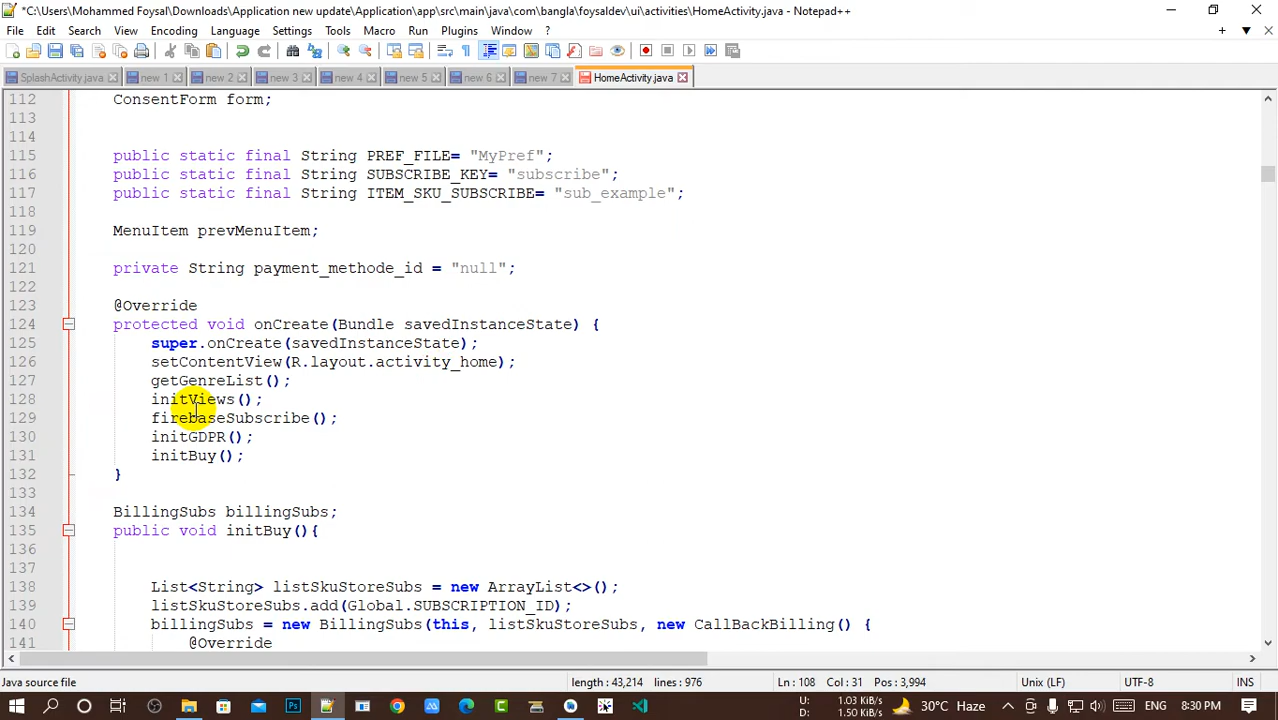 *C:\Users\Mohammed Foysal\Downloads\Application new update\Application\app\src\main\java\com\bangla\foysaldev\ui\activities\HomeActivity.java - Notepad++
File Edit Search View Encoding Language Settings Tools Macro Run Plugins Window ?
SplashActivity.java new 1 new 2 new 3 new 4 new 5 new 6 new 7 HomeActivity.java
112 ConsentForm form;
113
114
115 public static final String PREF_FILE= "MyPref";
116 public static final String SUBSCRIBE_KEY= "subscribe";
117 public static final String ITEM_SKU_SUBSCRIBE= "sub_example";
118
119 MenuItem prevMenuItem;
120
121 private String payment_methode_id = "null";
122
123 @Override
124 protected void onCreate(Bundle savedInstanceState) {
125 super.onCreate(savedInstanceState);
126 setContentView(R.layout.activity_home);
127 getGenreList();
128 initViews();
129 firebaseSubscribe();
130 initGDPR();
131 initBuy();
132 }
133
134 BillingSubs billingSubs;
135 public void initBuy(){
136
137
138 List<String> listSkuStoreSubs = new ArrayList<>();
139 listSkuStoreSubs.add(Global.SUBSCRIPTION_ID);
140 billingSubs = new BillingSubs(this, listSkuStoreSubs, new CallBackBilling() {
141 @Override
Java source file length : 43,214 lines : 976 Ln : 108 Col : 31 Pos : 3,994 Unix (LF) UTF-8 INS
U: 1.03 KiB/s
D: 1.50 KiB/s
30°C Haze ENG 8:30 PM